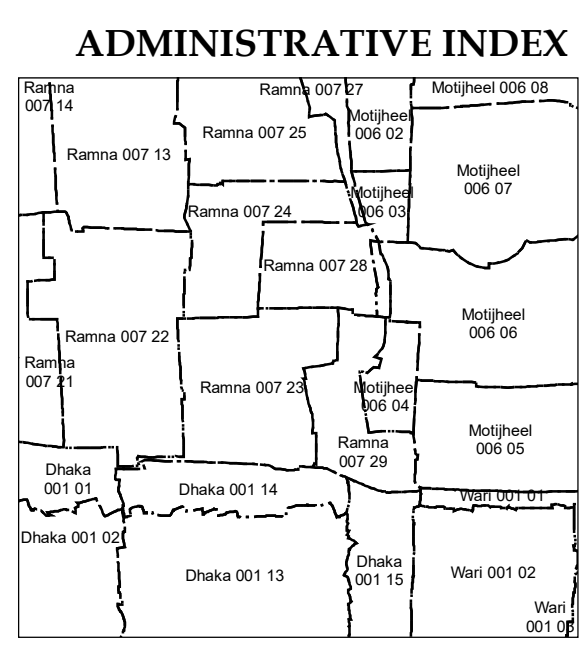 ADMINISTRATIVE INDEX
Ramna
007 14
Ramna 007 27
Motijheel 006 08
Ramna 007 13
Ramna 007 25
Motijheel
006 02
Motijheel
006 07
Ramna 007 24
Motijheel
006 03
Ramna 007 28
Motijheel
006 06
Ramna 007 22
Ramna
007 21
Ramna 007 23
Motijheel
006 04
Ramna
007 29
Motijheel
006 05
Dhaka
001 01
Dhaka 001 14
Wari 001 01
Dhaka 001 02
Dhaka 001 13
Dhaka
001 15
Wari 001 02
Wari
001 03